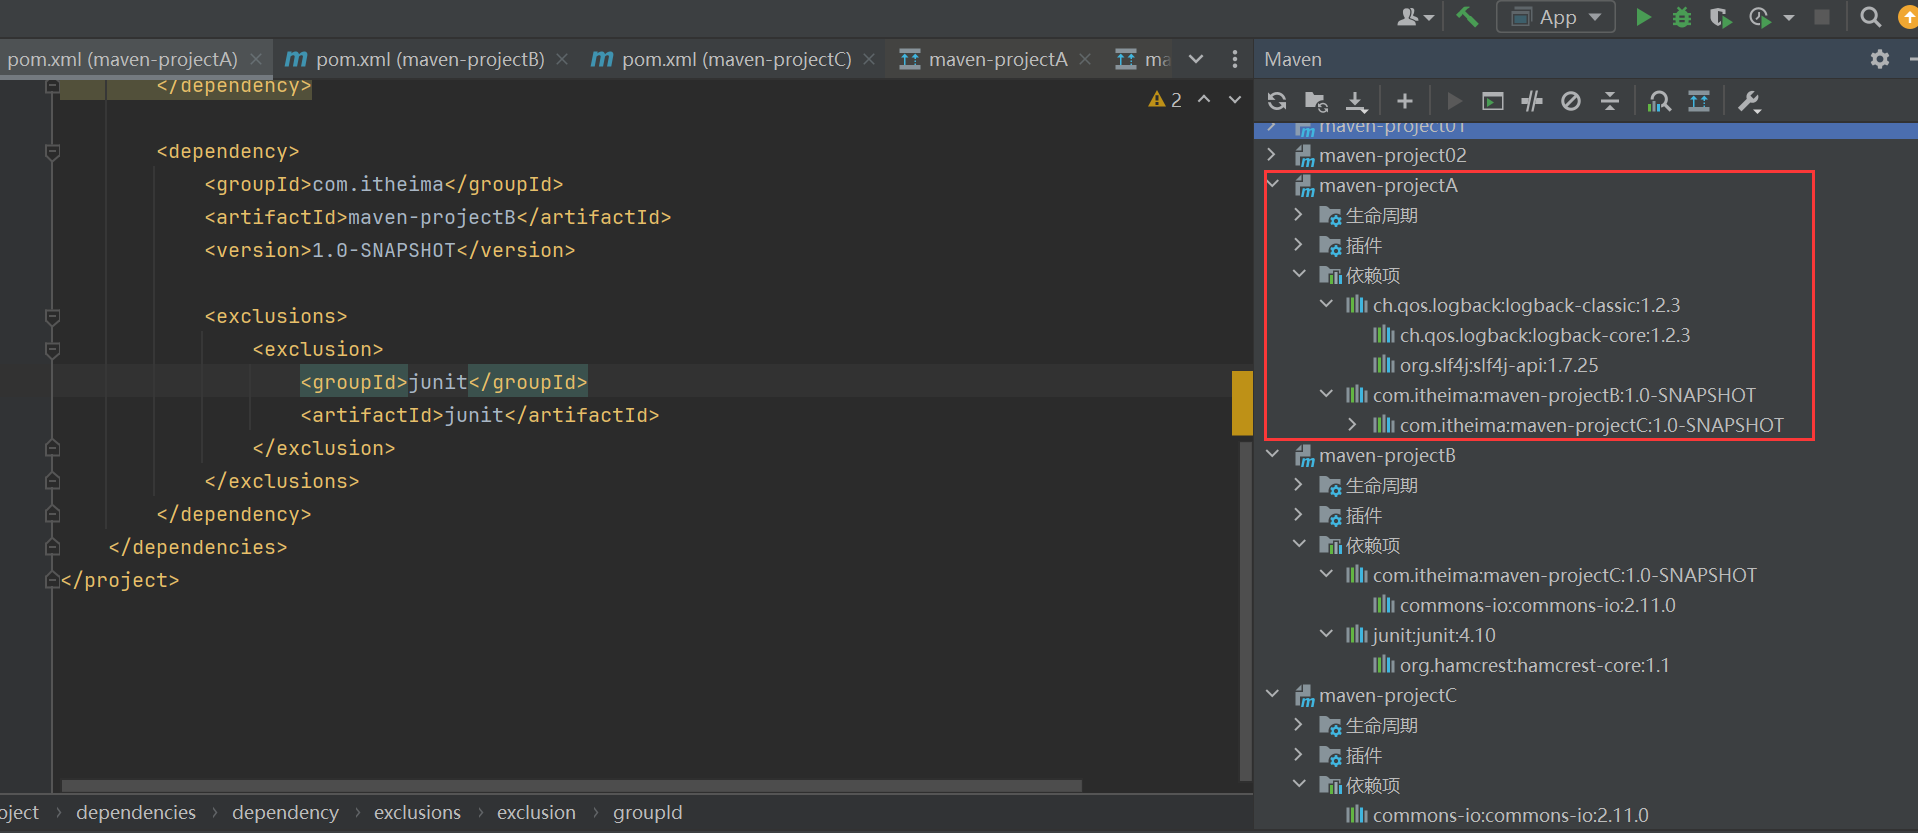 App
pom.xml (maven-projectA)
pom.xml (maven-projectB)
pom.xml (maven-projectC)
maven-projectA
ma
Maven
2
</dependency>
<dependency>
<groupId>com.itheima</groupId>
<artifactId>maven-projectB</artifactId>
<version>1.0-SNAPSHOT</version>
<exclusions>
<exclusion>
<groupId>junit</groupId>
<artifactId>junit</artifactId>
</exclusion>
</exclusions>
</dependency>
</dependencies>
</project>
oject › dependencies › dependency › exclusions › exclusion › groupId
maven-project01
maven-project02
maven-projectA
生命周期
插件
依赖项
ch.qos.logback:logback-classic:1.2.3
ch.qos.logback:logback-core:1.2.3
org.slf4j:slf4j-api:1.7.25
com.itheima:maven-projectB:1.0-SNAPSHOT
com.itheima:maven-projectC:1.0-SNAPSHOT
maven-projectB
生命周期
插件
依赖项
com.itheima:maven-projectC:1.0-SNAPSHOT
commons-io:commons-io:2.11.0
junit:junit:4.10
org.hamcrest:hamcrest-core:1.1
maven-projectC
生命周期
插件
依赖项
commons-io:commons-io:2.11.0